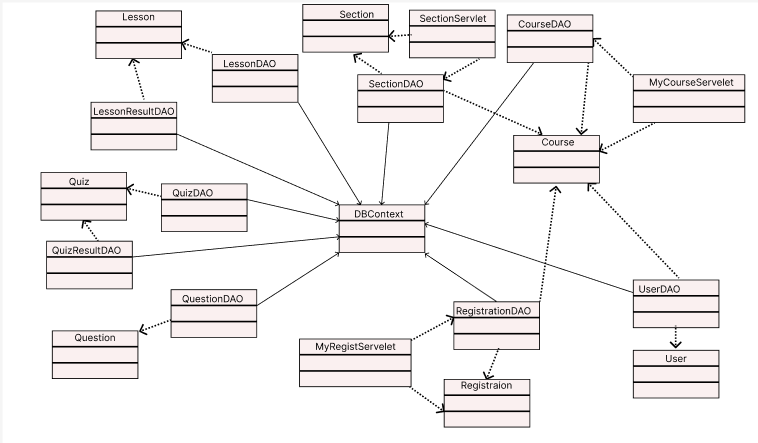 Lesson
Section
SectionServlet
CourseDAO
LessonDAO
SectionDAO
MyCourseServelet
LessonResultDAO
Course
Quiz
QuizDAO
DBContext
QuizResultDAO
UserDAO
QuestionDAO
RegistrationDAO
Question
MyRegistServelet
User
Registraion